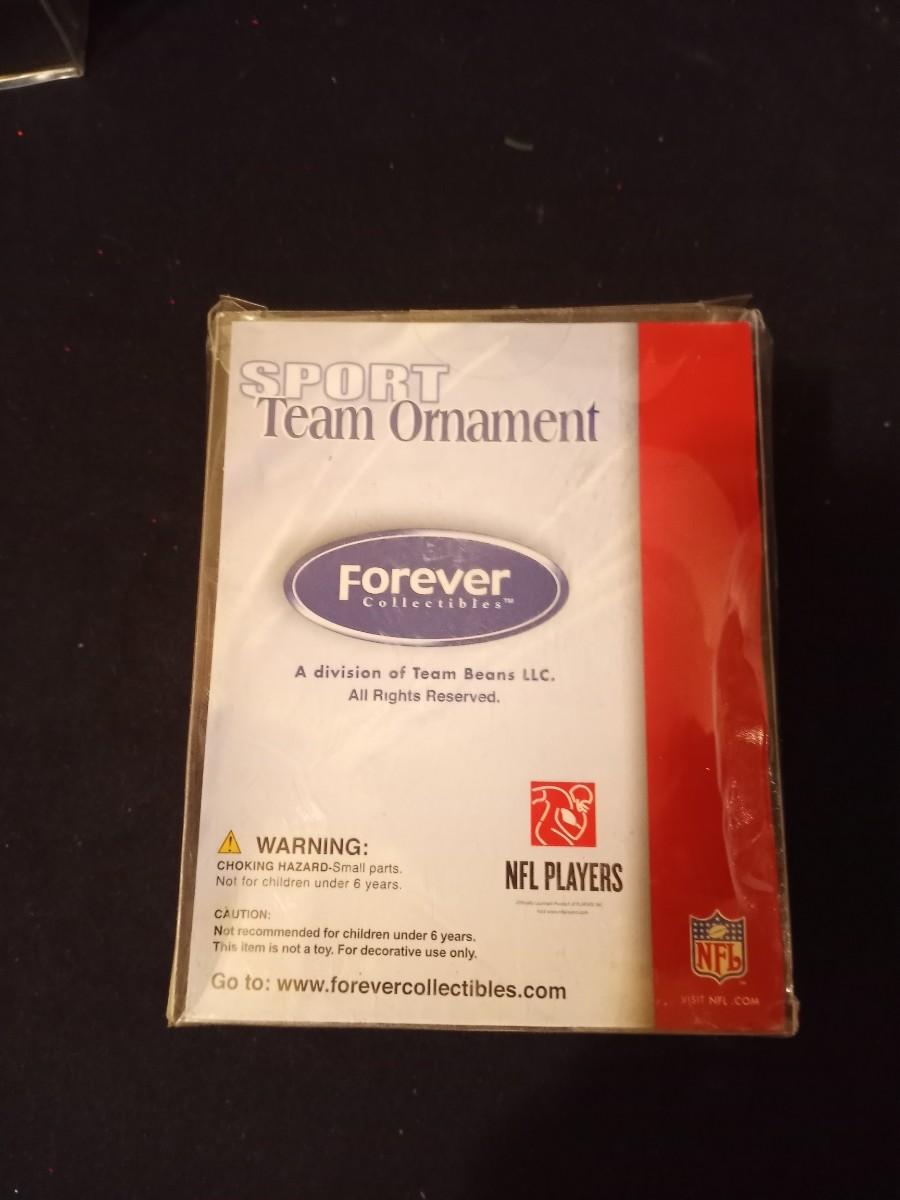 SPORT
Team Ornament
Forever
Collectibles™
A division of Team Beans LLC.
All Rights Reserved.
WARNING:
CHOKING HAZARD-Small parts.
Not for children under 6 years.
NFL PLAYERS
CAUTION:
Not recommended for children under 6 years.
This item is not a toy. For decorative use only.
Go to: www.forevercollectibles.com
NFL
VISIT NFL.COM